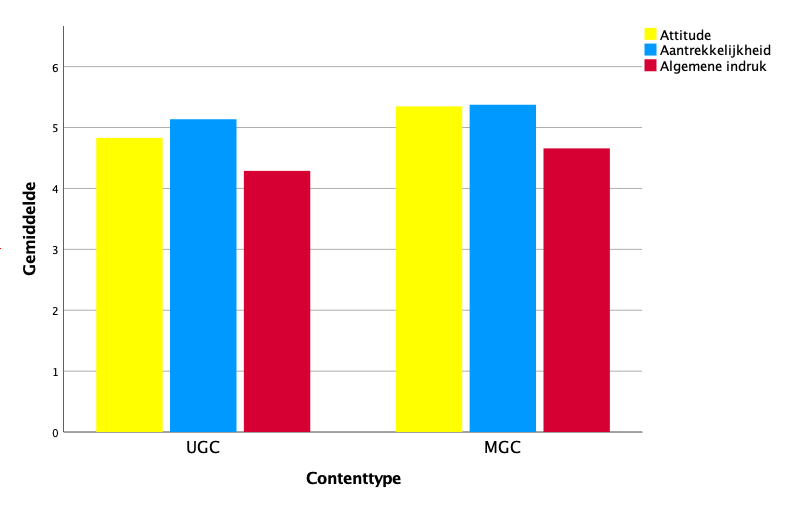 Attitude
Aantrekkelijkheid
Algemene indruk
Gemiddelde
6
5
4
3
2
1
0
UGC
MGC
Contenttype